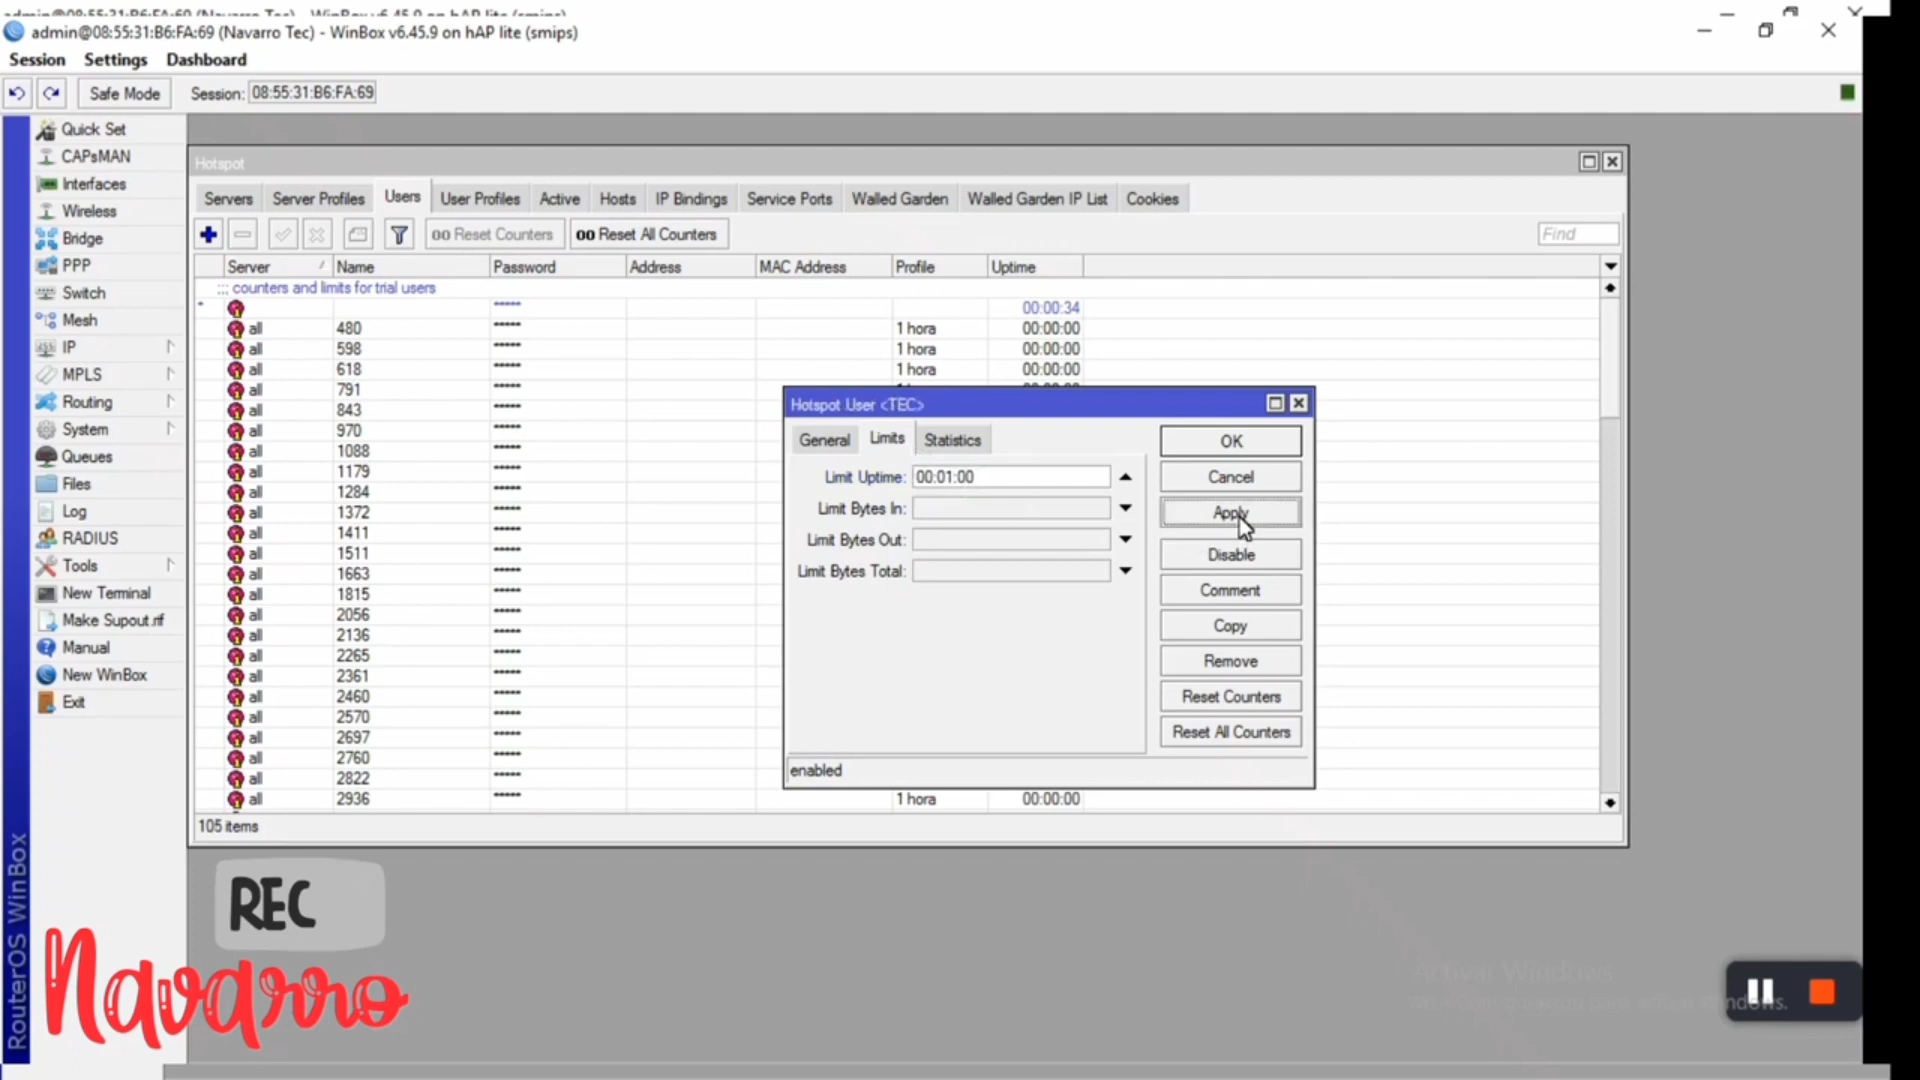 admin@08:55:31:B6:FA:69 (Navarro Tec) - WinBox v6.45.9 on hAP lite (smips)
Session Settings Dashboard
Safe Mode Session: 08:55:31:B6:FA:69
Quick Set
CAPsMAN
Interfaces
Wireless
Bridge
PPP
Switch
Mesh
IP
MPLS
Routing
System
Queues
Files
Log
RADIUS
Tools
New Terminal
Make Supout.rif
Manual
New WinBox
Exit
RouterOS WinBox
Hotspot
Servers Server Profiles Users User Profiles Active Hosts IP Bindings Service Ports Walled Garden Walled Garden IP List Cookies
00 Reset Counters 00 Reset All Counters Find
Server Name Password Address MAC Address Profile Uptime
::: counters and limits for trial users
***** 00:00:34
all 480 ***** 1 hora 00:00:00
all 598 ***** 1 hora 00:00:00
all 618 ***** 1 hora 00:00:00
all 791 *****
all 843 *****
all 970 *****
all 1088 *****
all 1179 *****
all 1284 *****
all 1372 *****
all 1411 *****
all 1511 *****
all 1663 *****
all 1815 *****
all 2056 *****
all 2136 *****
all 2265 *****
all 2361 *****
all 2460 *****
all 2570 *****
all 2697 *****
all 2760 *****
all 2822 *****
all 2936 ***** 1 hora 00:00:00
105 items
Hotspot User <TEC>
General Limits Statistics
Limit Uptime: 00:01:00
Limit Bytes In:
Limit Bytes Out:
Limit Bytes Total:
OK
Cancel
Apply
Disable
Comment
Copy
Remove
Reset Counters
Reset All Counters
enabled
REC
Navarro
Activar Windows